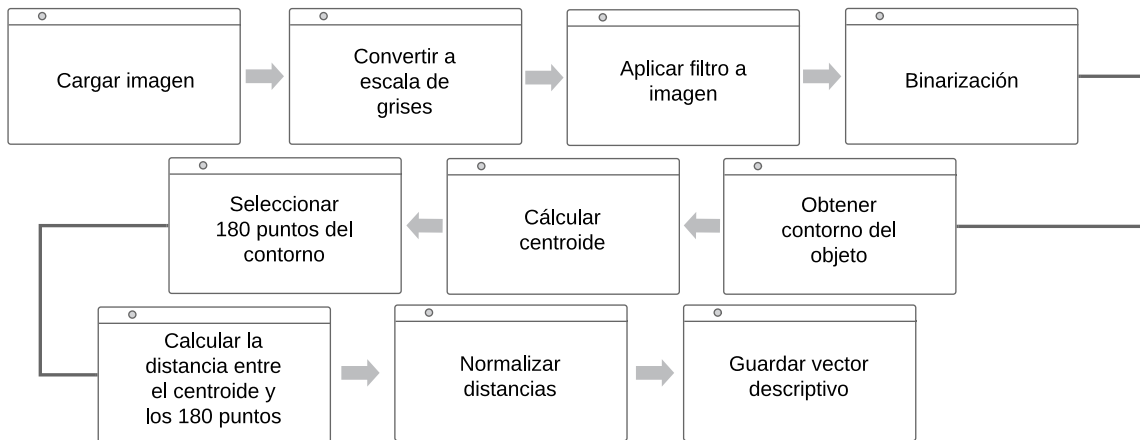 Cargar imagen
Convertir a
escala de
grises
Aplicar filtro a
imagen
Binarización
Obtener
contorno del
objeto
Cálcular
centroide
Seleccionar
180 puntos del
contorno
Calcular la
distancia entre
el centroide y
los 180 puntos
Normalizar
distancias
Guardar vector
descriptivo